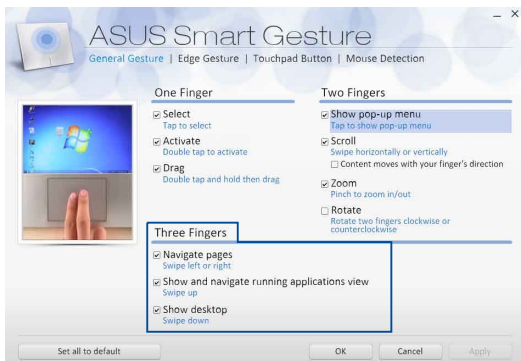 ASUS Smart Gesture
General Gesture | Edge Gesture | Touchpad Button | Mouse Detection
One Finger
Select
Tap to select
Activate
Double tap to activate
Drag
Double tap and hold then drag
Two Fingers
Show pop-up menu
Tap to show pop-up menu
Scroll
Swipe horizontally or vertically
Content moves with your finger's direction
Zoom
Pinch to zoom in/out
Rotate
Rotate two fingers clockwise or
counterclockwise
Three Fingers
Navigate pages
Swipe left or right
Show and navigate running applications view
Swipe up
Show desktop
Swipe down
Set all to default
OK
Cancel
Apply